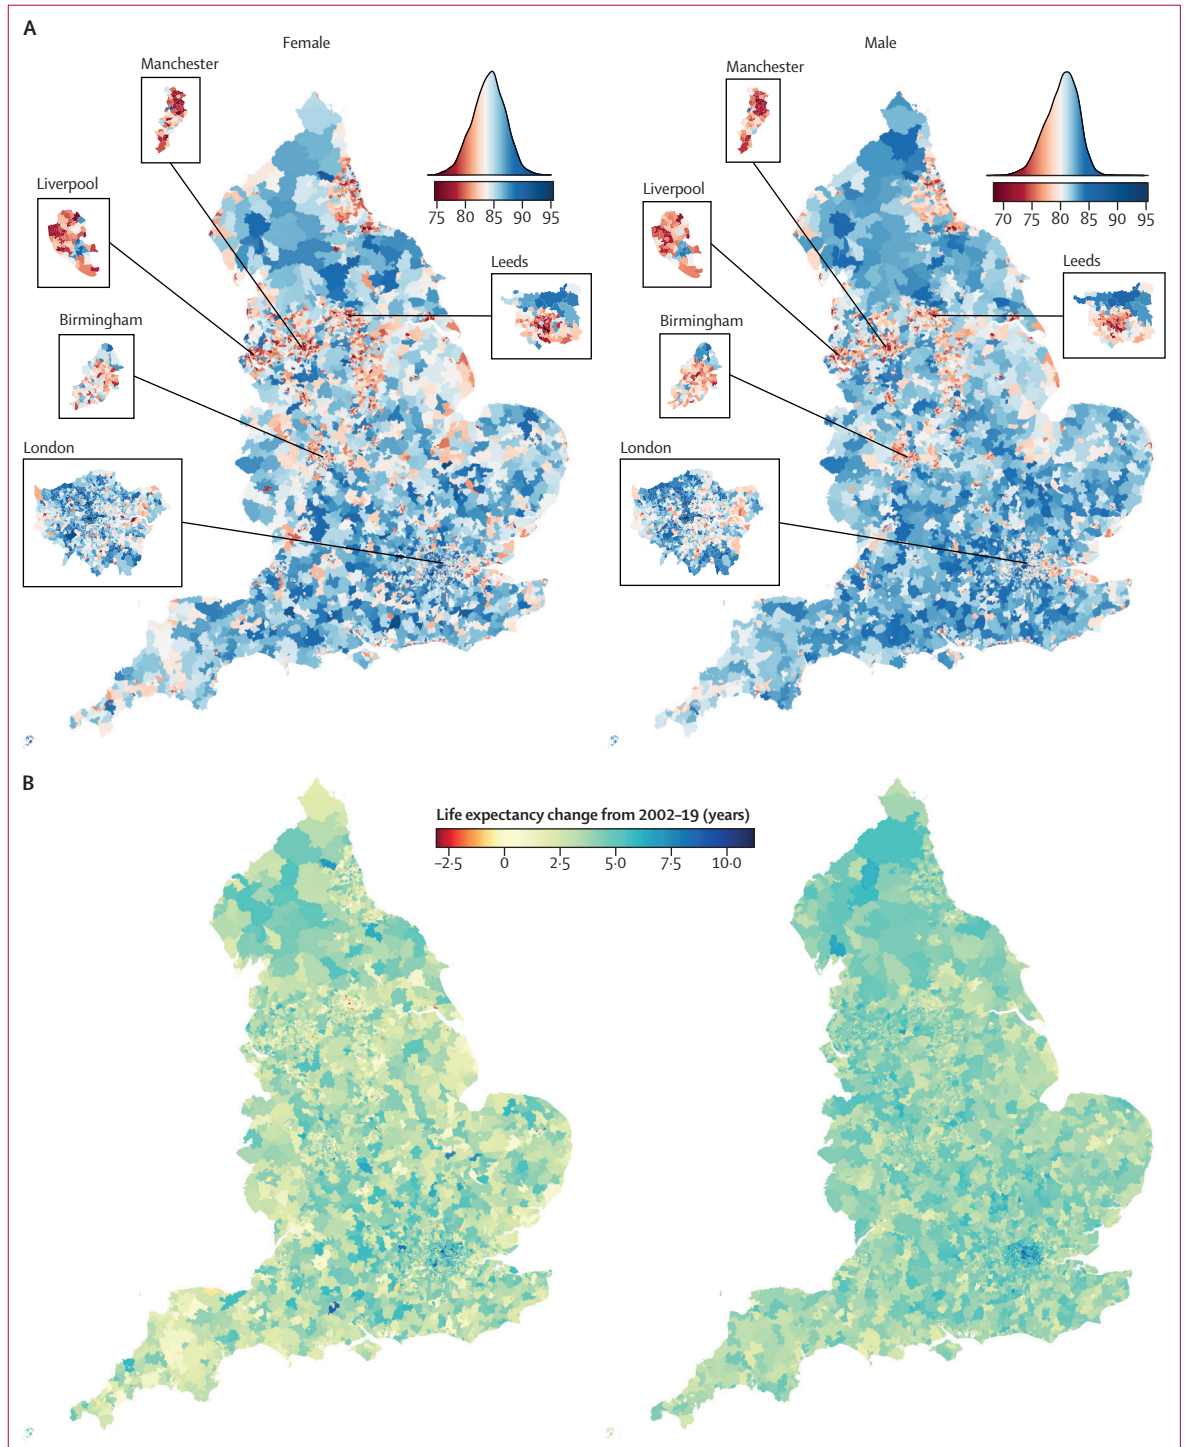 A
Female
Male
Manchester
Manchester
Liverpool
Liverpool
75 80 85 90 95
70 75 80 85 90 95
Leeds
Leeds
Birmingham
Birmingham
London
London
B
Life expectancy change from 2002–19 (years)
–2·5 0 2·5 5·0 7·5 10·0